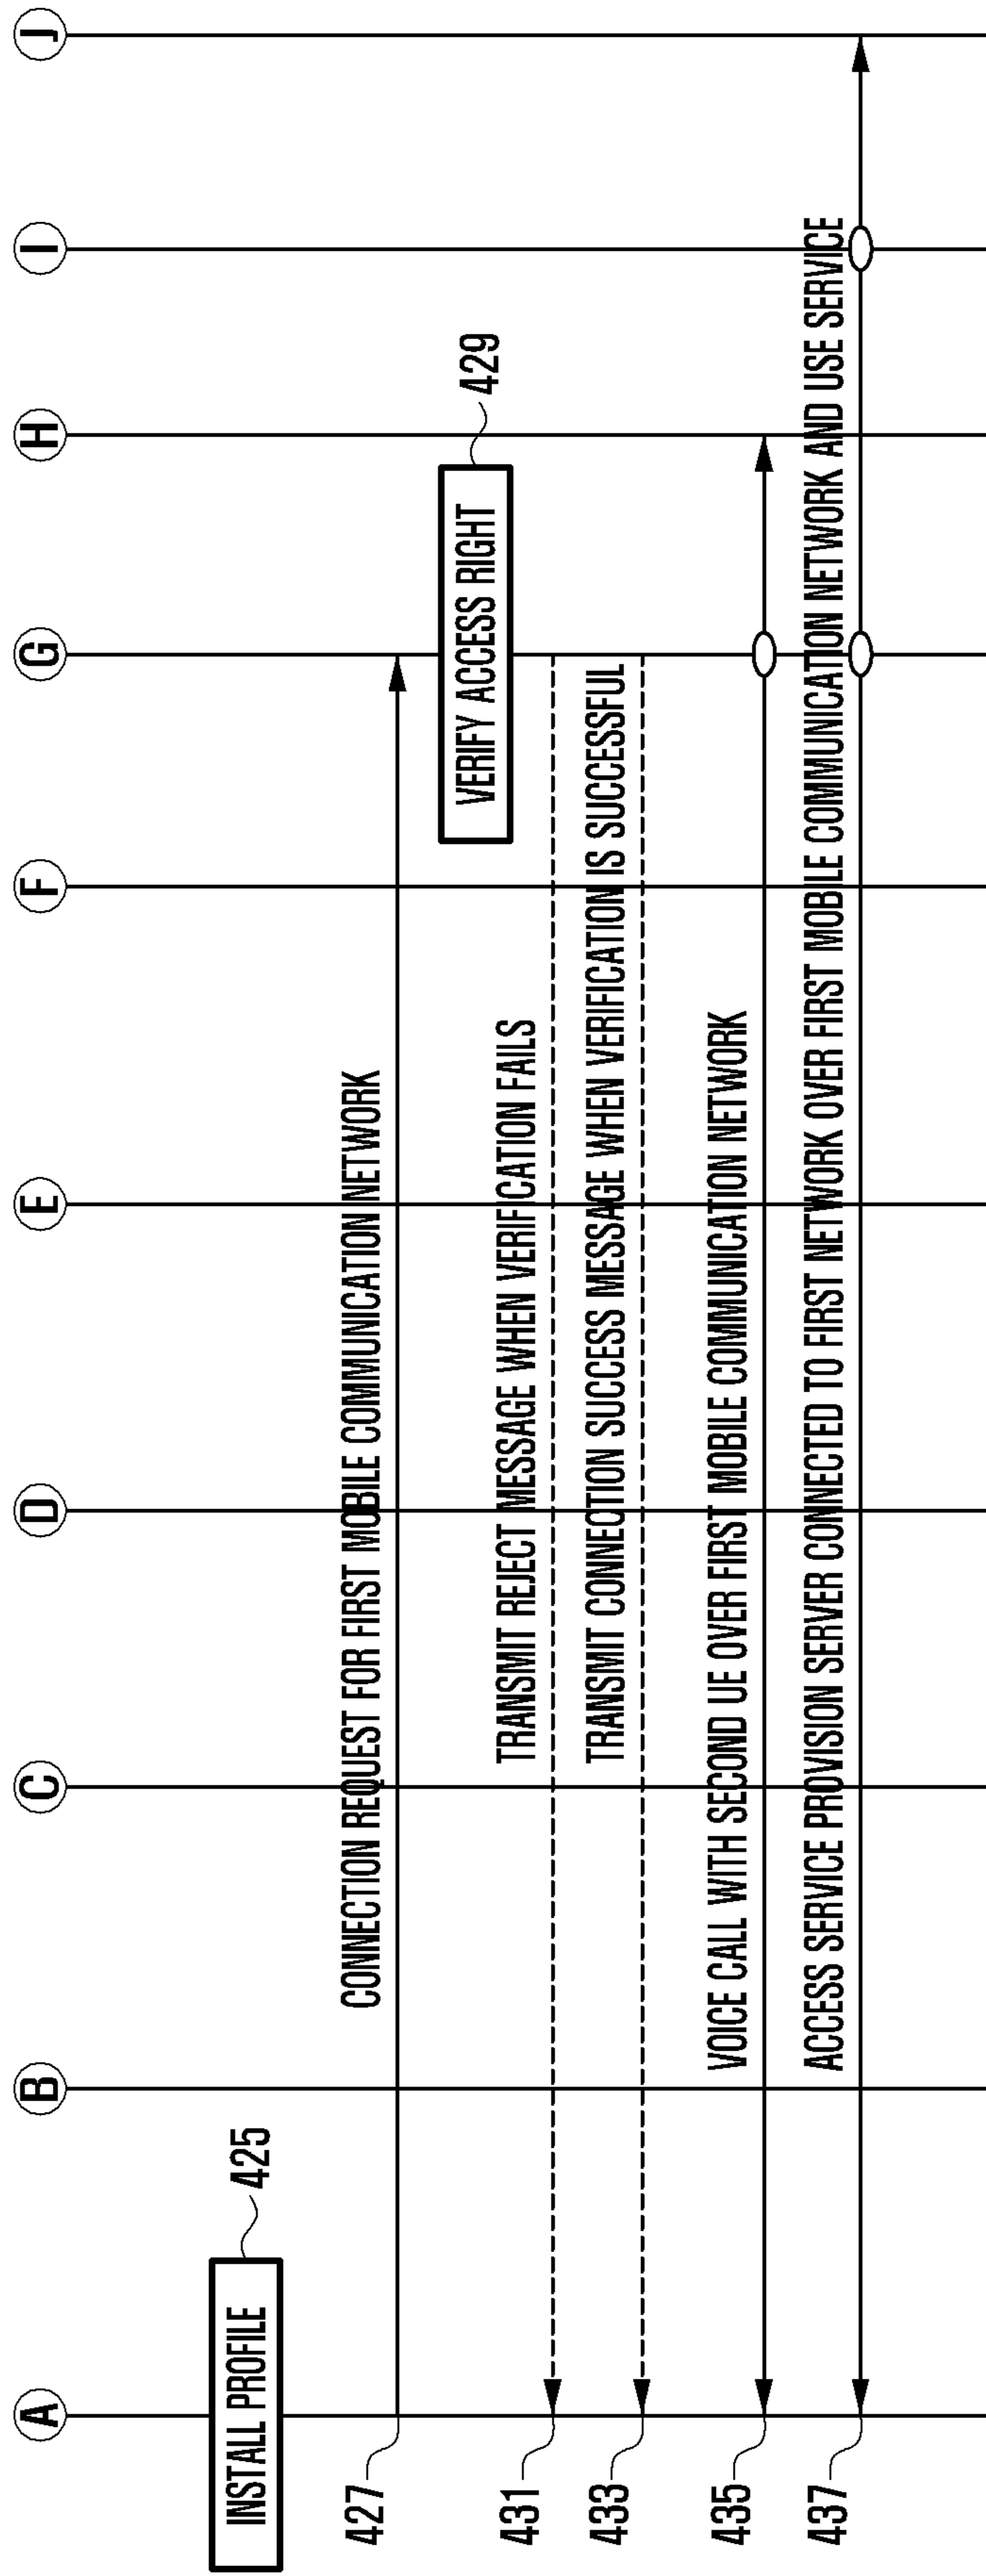 A
B
C
D
E
F
G
H
I
J
INSTALL PROFILE
425
427
CONNECTION REQUEST FOR FIRST MOBILE COMMUNICATION NETWORK
VERIFY ACCESS RIGHT
429
431
TRANSMIT REJECT MESSAGE WHEN VERIFICATION FAILS
433
TRANSMIT CONNECTION SUCCESS MESSAGE WHEN VERIFICATION IS SUCCESSFUL
435
VOICE CALL WITH SECOND UE OVER FIRST MOBILE COMMUNICATION NETWORK
437
ACCESS SERVICE PROVISION SERVER CONNECTED TO FIRST NETWORK OVER FIRST MOBILE COMMUNICATION NETWORK AND USE SERVICE